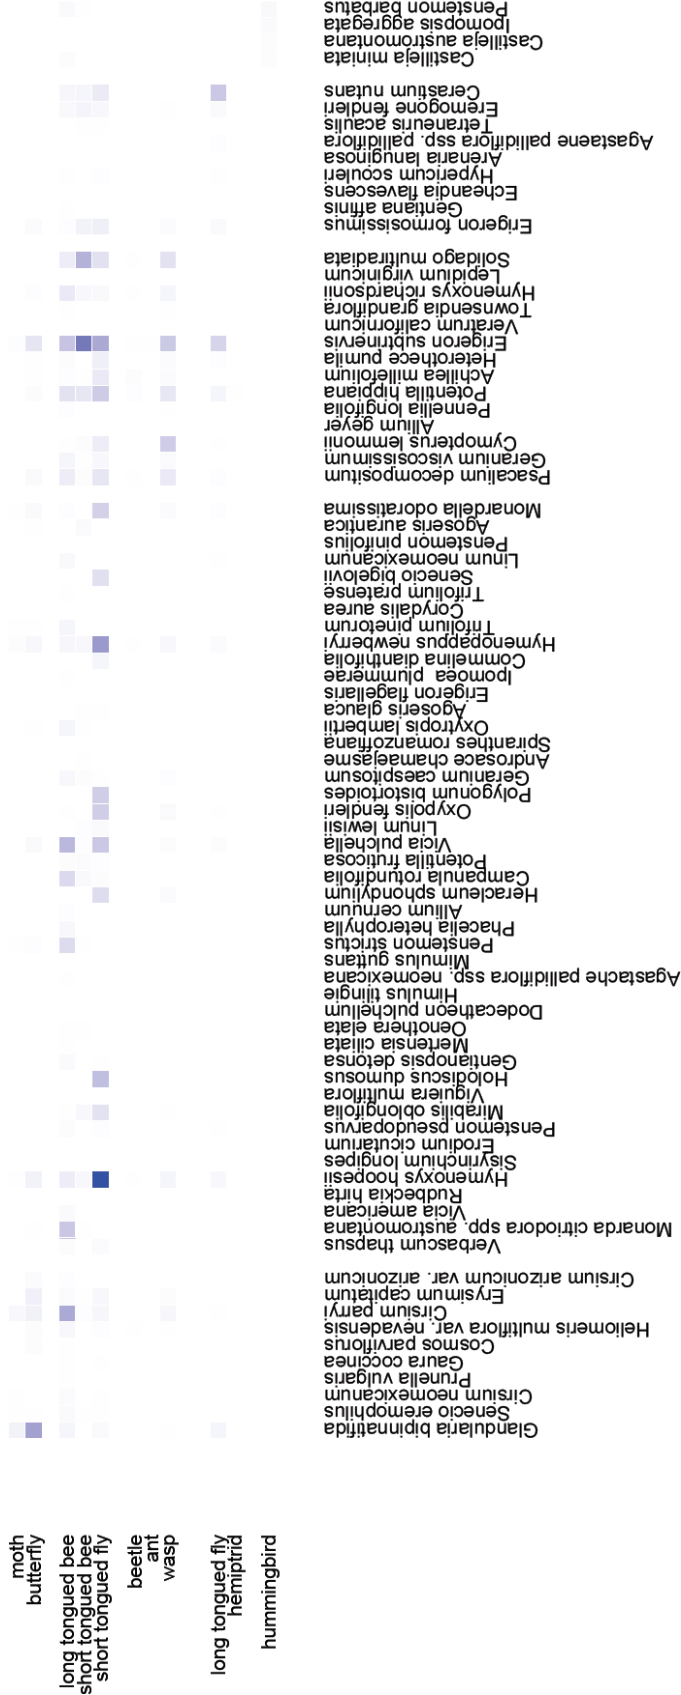 Penstemon barbatus
Ipomopsis aggregata
Castilleja austromontana
Castilleja miniata
Cerastium nutans
Eremogone fendleri
Tetraneuris acaulis
Agastaene pallidiflora ssp. pallidiflora
Arenaria lanuginosa
Hypericum scouleri
Echeandia flavescens
Gentiana affinis
Erigeron formosissimus
Solidago multiradiata
Lepidium virginicum
Hymenoxys richardsonii
Townsendia grandiflora
Veratrum californicum
Erigeron subtrinervis
Heterothece pumila
Achillea millefolium
Potentilla hippiana
Pennellia longifolia
Allium geyer
Cymopterus lemmonii
Geranium viscosissimum
Psacalium decompositum
Monardella odoratissima
Agoseris aurantica
Penstemon pinifolius
Linum neomexicanum
Senecio bigelovii
Trifolium pratense
Corydalis aurea
Trifolium pinetorum
Hymenopappus newberryi
Commelina dianthifolia
Ipomoea plummerae
Erigeron flagellaris
Agoseris glauca
Oxytropis lambertii
Spiranthes romanzoffiana
Androsace chamaejasme
Geranium caespitosum
Polygonum bistortoides
Oxypolis fendleri
Linum lewisii
Vicia pulchella
Potentilla fruticosa
Campanula rotundifolia
Heracleum sphondylium
Allium cernuum
Phacelia heterophylla
Penstemon strictus
Mimulus guttans
Agastache pallidiflora ssp. neomexicana
Himulus tilingie
Dodecatheon pulchellum
Oenothera elata
Mertensia ciliata
Gentianopsis detonsa
Holodiscus dumosus
Viguiera multiflora
Mirabilis oblongifolia
Penstemon pseudoparvus
Erodium cicutarium
Sisyrinchium longipes
Hymenoxys hoopesii
Rudbeckia hirta
Vicia americana
Monarda citriodora spp. austromontana
Verbascum thapsus
Cirsium arizonicum var. arizonicum
Erysimum capitatum
Cirsium parryi
Heliomeris multiflora var. nevadensis
Cosmos parviflorus
Gaura coccinea
Prunella vulgaris
Cirsium neomexicanum
Senecio eremophilus
Glandularia bipinnatifida
moth
butterfly
long tongued bee
short tongued bee
short tongued fly
beetle
ant
wasp
long tongued fly
hemiptrid
hummingbird